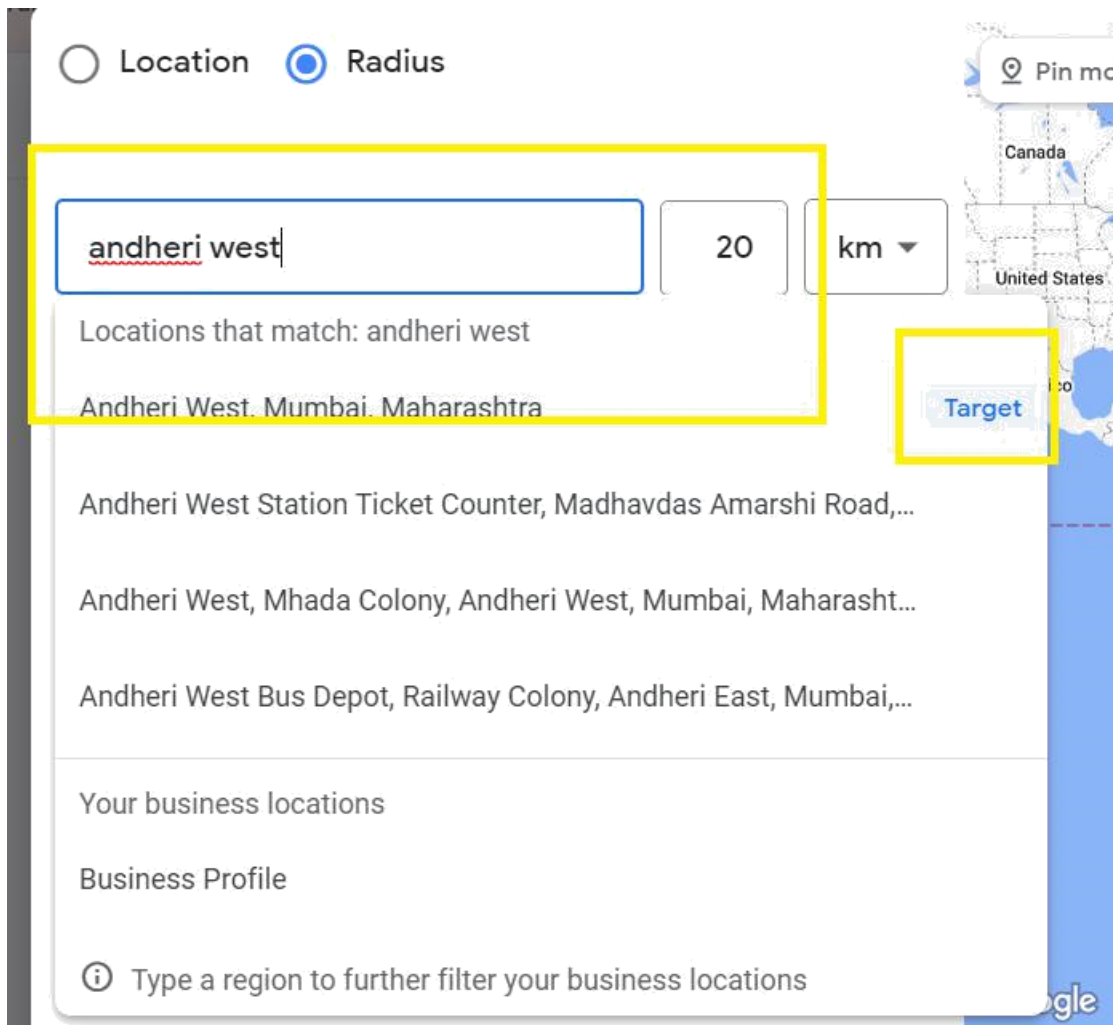 Location Radius
Pin mo
Canada
andheri west 20 km
United States
Locations that match: andheri west
ico
Andheri West, Mumbai, Maharashtra Target
Andheri West Station Ticket Counter, Madhavdas Amarshi Road,...
Andheri West, Mhada Colony, Andheri West, Mumbai, Maharasht...
Andheri West Bus Depot, Railway Colony, Andheri East, Mumbai,...
Your business locations
Business Profile
Type a region to further filter your business locations
ogle